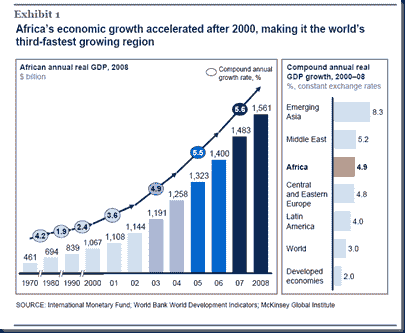 Exhibit 1
Africa's economic growth accelerated after 2000, making it the world's
third-fastest growing region
African annual real GDP, 2008
$ billion
Compound annual
growth rate, %
4.2
1.9
2.4
3.6
4.9
5.5
5.6
461
694
839
1,067
1,108
1,144
1,191
1,258
1,323
1,400
1,483
1,561
1970 1980 1990 2000 01 02 03 04 05 06 07 2008
Compound annual real
GDP growth, 2000–08
%, constant exchange rates
Emerging
Asia
8.3
Middle East
5.2
Africa
4.9
Central
and Eastern
Europe
4.8
Latin
America
4.0
World
3.0
Developed
economies
2.0
SOURCE: International Monetary Fund; World Bank World Development Indicators; McKinsey Global Institute